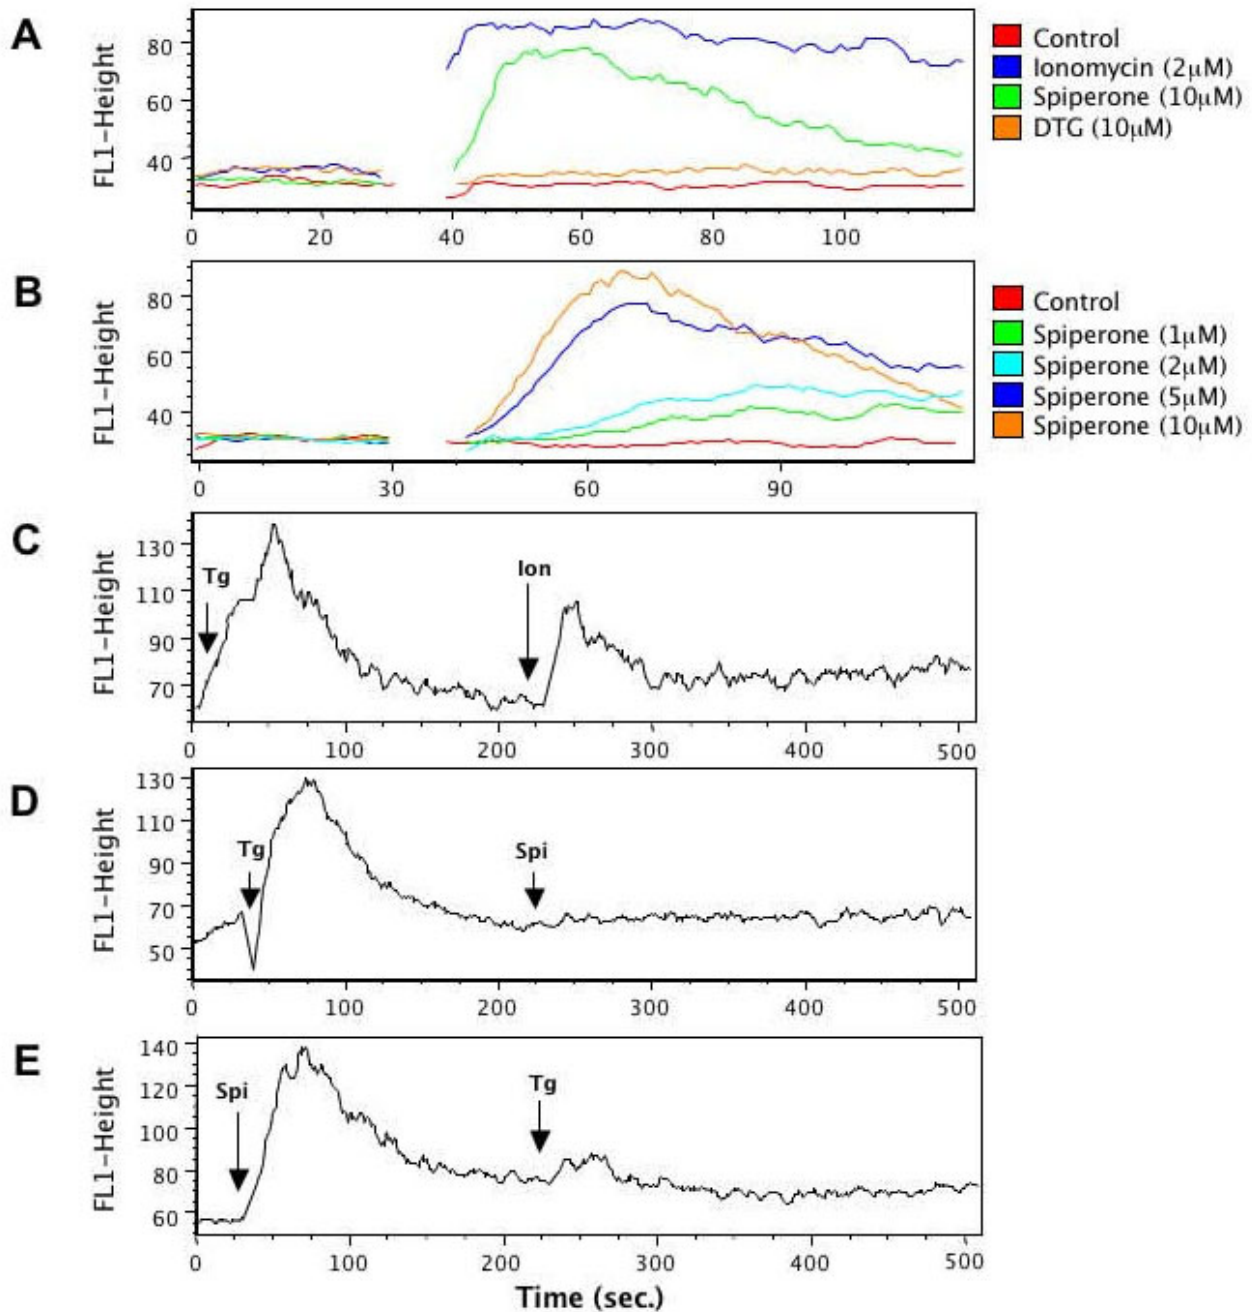 A
FL1-Height
80
60
40
0 20 40 60 80 100
Control
Ionomycin (2μM)
Spiperone (10μM)
DTG (10μM)
B
FL1-Height
80
60
40
0 30 60 90
Control
Spiperone (1μM)
Spiperone (2μM)
Spiperone (5μM)
Spiperone (10μM)
C
FL1-Height
130
110
90
70
Tg
Ion
0 100 200 300 400 500
D
FL1-Height
130
110
90
70
50
Tg
Spi
0 100 200 300 400 500
E
FL1-Height
140
120
100
80
60
Spi
Tg
0 100 200 300 400 500
Time (sec.)